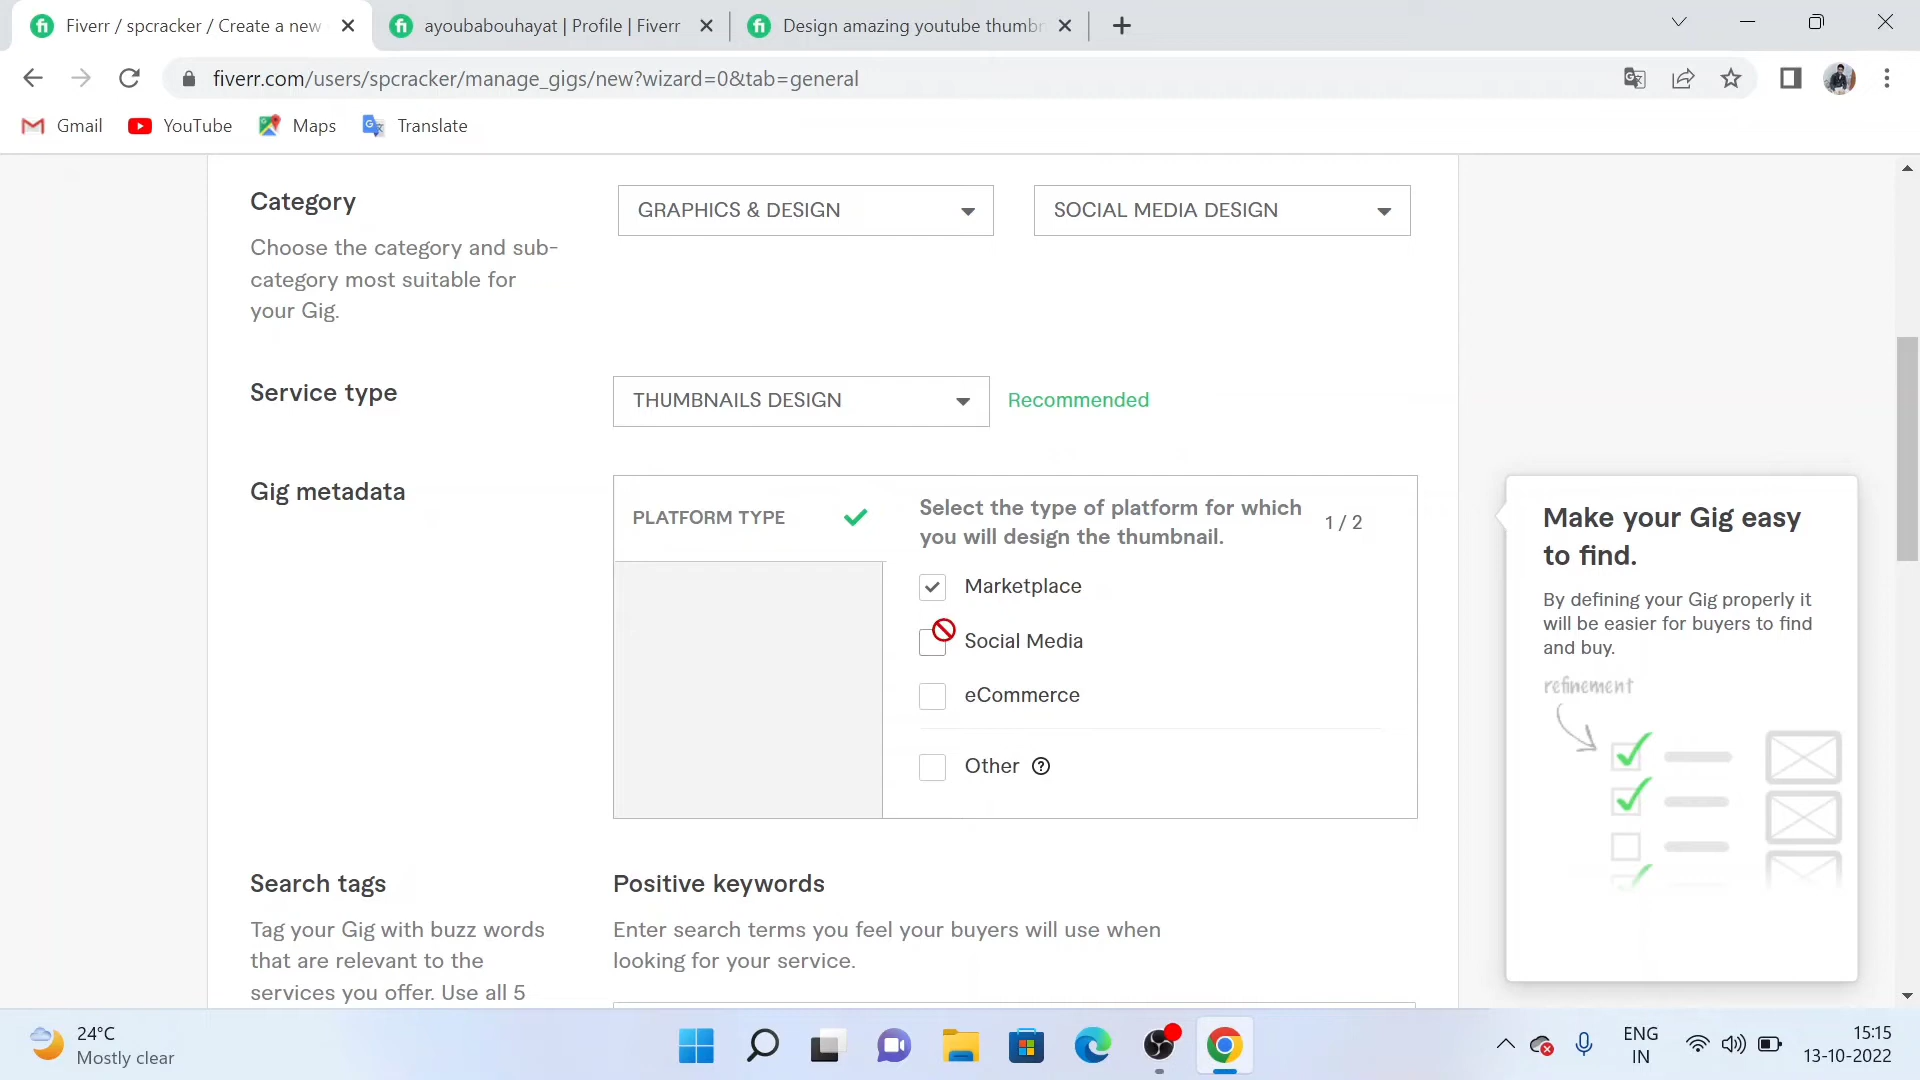 Fiverr / spcracker / Create a new
ayoubabouhayat | Profile | Fiverr
Design amazing youtube thumbn
fiverr.com/users/spcracker/manage_gigs/new?wizard=0&tab=general
Gmail
YouTube
Maps
Translate
Category
Choose the category and sub-
category most suitable for
your Gig.
GRAPHICS & DESIGN
SOCIAL MEDIA DESIGN
Service type
THUMBNAILS DESIGN
Recommended
Gig metadata
PLATFORM TYPE
Select the type of platform for which
you will design the thumbnail.
1 / 2
Marketplace
Social Media
eCommerce
Other
Make your Gig easy
to find.
By defining your Gig properly it
will be easier for buyers to find
and buy.
refinement
Search tags
Tag your Gig with buzz words
that are relevant to the
services you offer. Use all 5
Positive keywords
Enter search terms you feel your buyers will use when
looking for your service.
24°C
Mostly clear
ENG
IN
15:15
13-10-2022